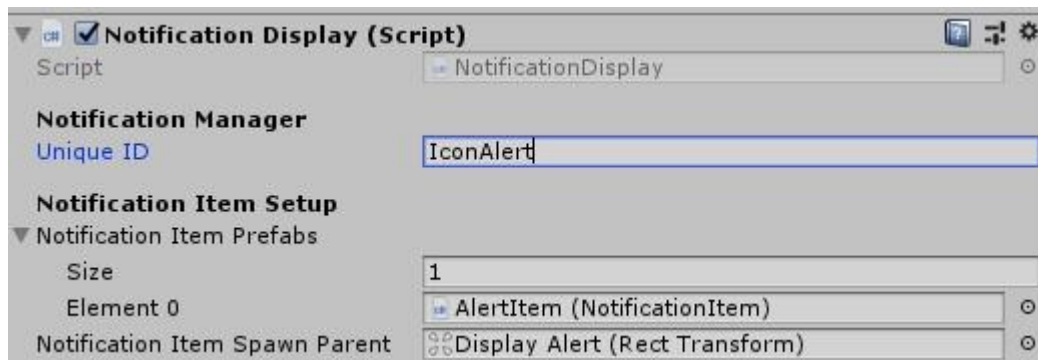 Notification Display (Script)
Script NotificationDisplay
Notification Manager
Unique ID IconAlert
Notification Item Setup
Notification Item Prefabs
Size 1
Element 0 AlertItem (NotificationItem)
Notification Item Spawn Parent Display Alert (Rect Transform)